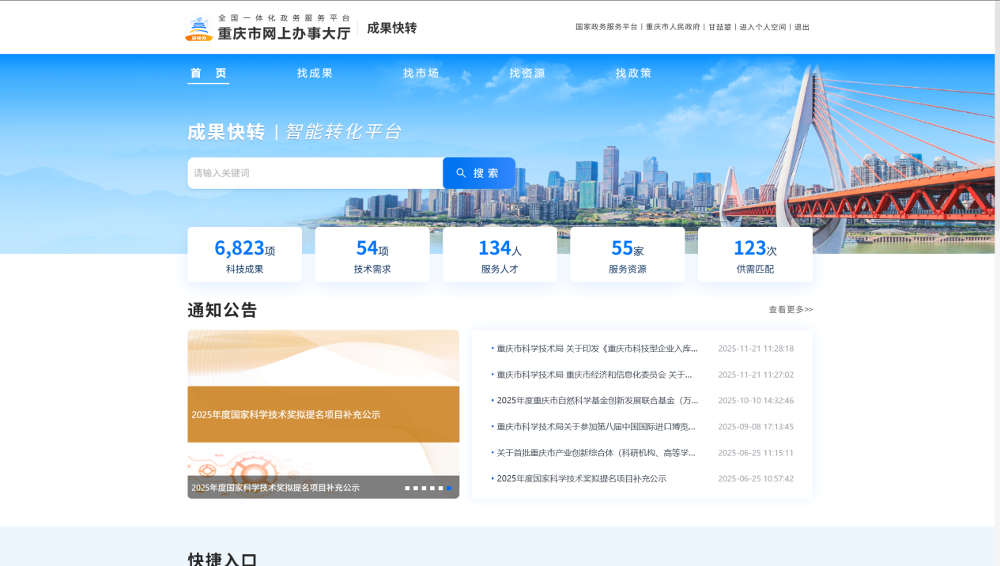 全国一体化政务服务平台
重庆市网上办事大厅
渝快办
成果快转
国家政务服务平台 | 重庆市人民政府 | 甘喆曌 | 进入个人空间 | 退出
首 页 找成果 找市场 找资源 找政策
成果快转 | 智能转化平台
请输入关键词 搜 索
6,823项 54项 134人 55家 123次
科技成果 技术需求 服务人才 服务资源 供需匹配
通知公告 查看更多>>
2025年度国家科学技术奖拟提名项目补充公示
2025年度国家科学技术奖拟提名项目补充公示
• 重庆市科学技术局 关于印发《重庆市科技型企业入库... 2025-11-21 11:28:18
• 重庆市科学技术局 重庆市经济和信息化委员会 关于... 2025-11-21 11:27:02
• 2025年度重庆市自然科学基金创新发展联合基金（万... 2025-10-10 14:32:46
• 重庆市科学技术局关于参加第八届中国国际进口博览... 2025-09-08 17:13:45
• 关于首批重庆市产业创新综合体（科研机构、高等学... 2025-06-25 11:15:11
• 2025年度国家科学技术奖拟提名项目补充公示 2025-06-25 10:57:42
快捷入口